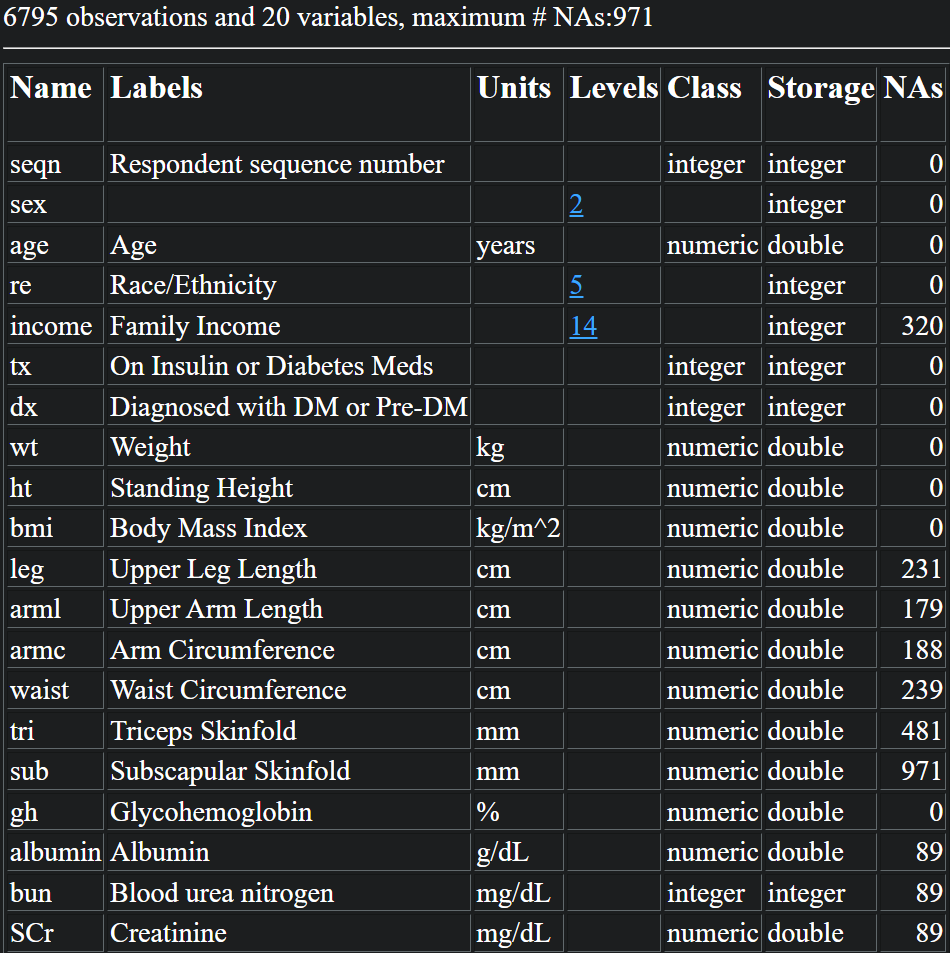 6795 observations and 20 variables, maximum # NAs:971
Name Labels Units Levels Class Storage NAs
seqn Respondent sequence number integer integer 0
sex 2 integer 0
age Age years numeric double 0
re Race/Ethnicity 5 integer 0
income Family Income 14 integer 320
tx On Insulin or Diabetes Meds integer integer 0
dx Diagnosed with DM or Pre-DM integer integer 0
wt Weight kg numeric double 0
ht Standing Height cm numeric double 0
bmi Body Mass Index kg/m^2 numeric double 0
leg Upper Leg Length cm numeric double 231
arml Upper Arm Length cm numeric double 179
armc Arm Circumference cm numeric double 188
waist Waist Circumference cm numeric double 239
tri Triceps Skinfold mm numeric double 481
sub Subscapular Skinfold mm numeric double 971
gh Glycohemoglobin % numeric double 0
albumin Albumin g/dL numeric double 89
bun Blood urea nitrogen mg/dL integer integer 89
SCr Creatinine mg/dL numeric double 89